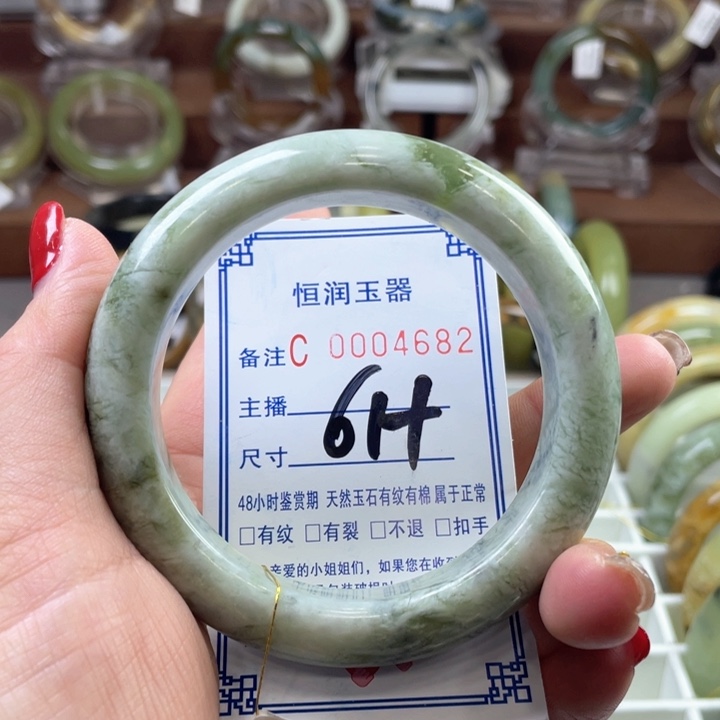 恒润玉器
备注C 0004682
主播
尺寸 6H
48小时鉴赏期 天然玉石有纹有棉 属于正常
□有纹 □有裂 □不退 □扣手
亲爱的小姐姐们，如果您在收到